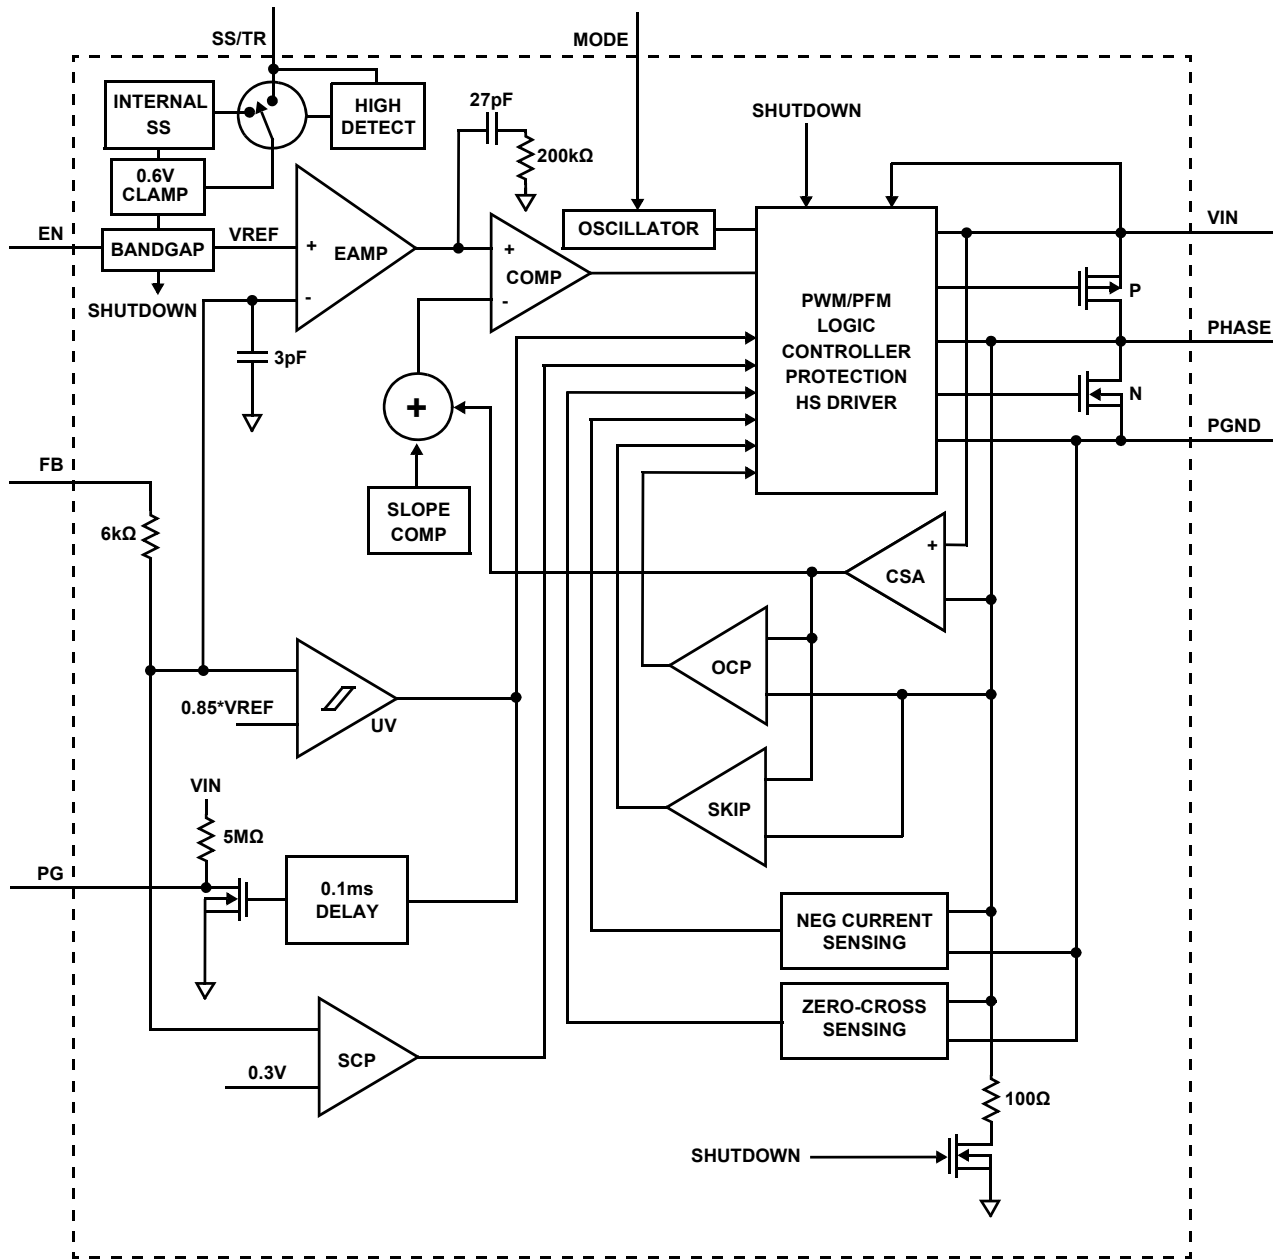 SS/TR
MODE
INTERNAL
SS
HIGH
DETECT
27pF
200kΩ
SHUTDOWN
0.6V
CLAMP
OSCILLATOR
EN
BANDGAP
VREF
+
EAMP
-
+
COMP
-
VIN
SHUTDOWN
P
PWM/PFM
LOGIC
CONTROLLER
PROTECTION
HS DRIVER
PHASE
3pF
+
N
PGND
FB
SLOPE
COMP
6kΩ
+
CSA
OCP
0.85*VREF
UV
VIN
SKIP
5MΩ
PG
0.1ms
DELAY
NEG CURRENT
SENSING
ZERO-CROSS
SENSING
SCP
0.3V
100Ω
SHUTDOWN